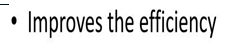 • Improves the efficiency